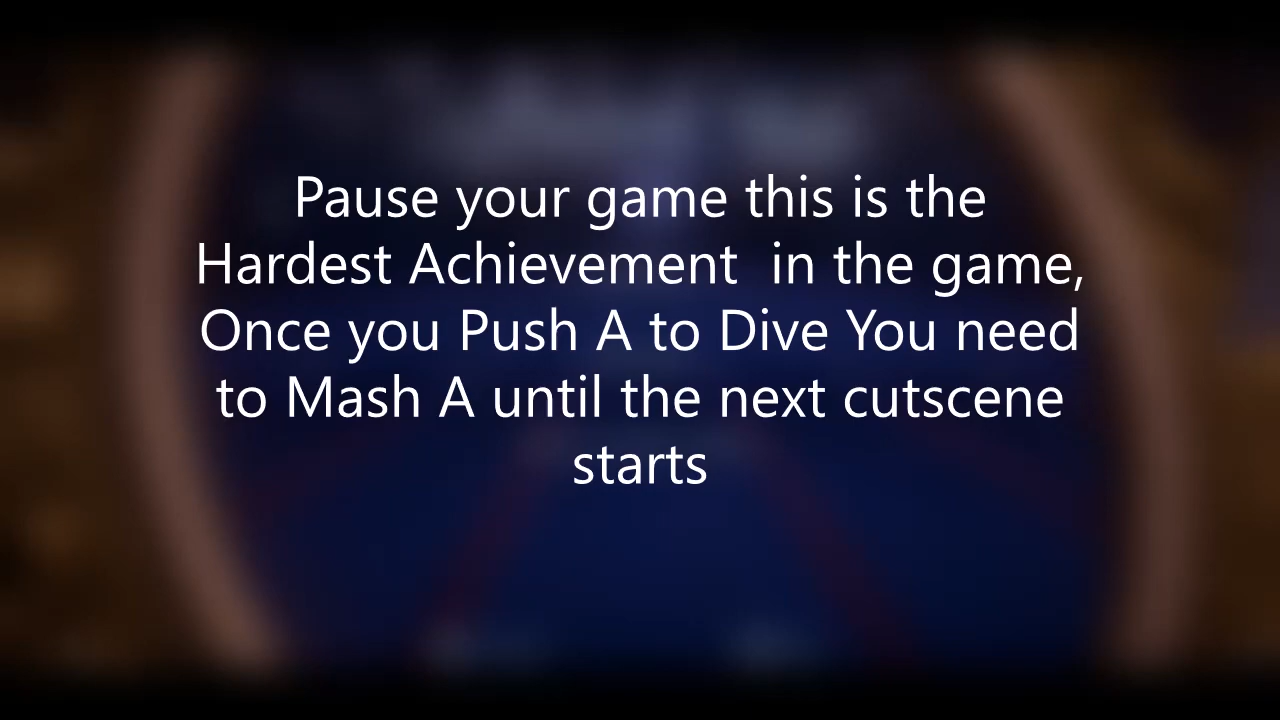 Pause your game this is the
Hardest Achievement  in the game,
Once you Push A to Dive You need
to Mash A until the next cutscene
starts